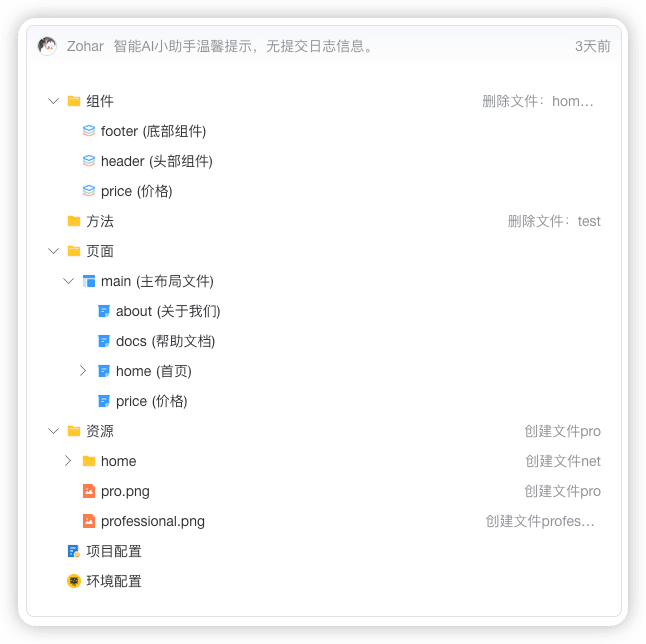 Zohar 智能AI小助手温馨提示，无提交日志信息。 3天前
组件 删除文件：hom…
footer (底部组件)
header (头部组件)
price (价格)
方法 删除文件：test
页面
main (主布局文件)
about (关于我们)
docs (帮助文档)
home (首页)
price (价格)
资源 创建文件pro
home 创建文件net
pro.png 创建文件pro
professional.png 创建文件profes…
项目配置
环境配置